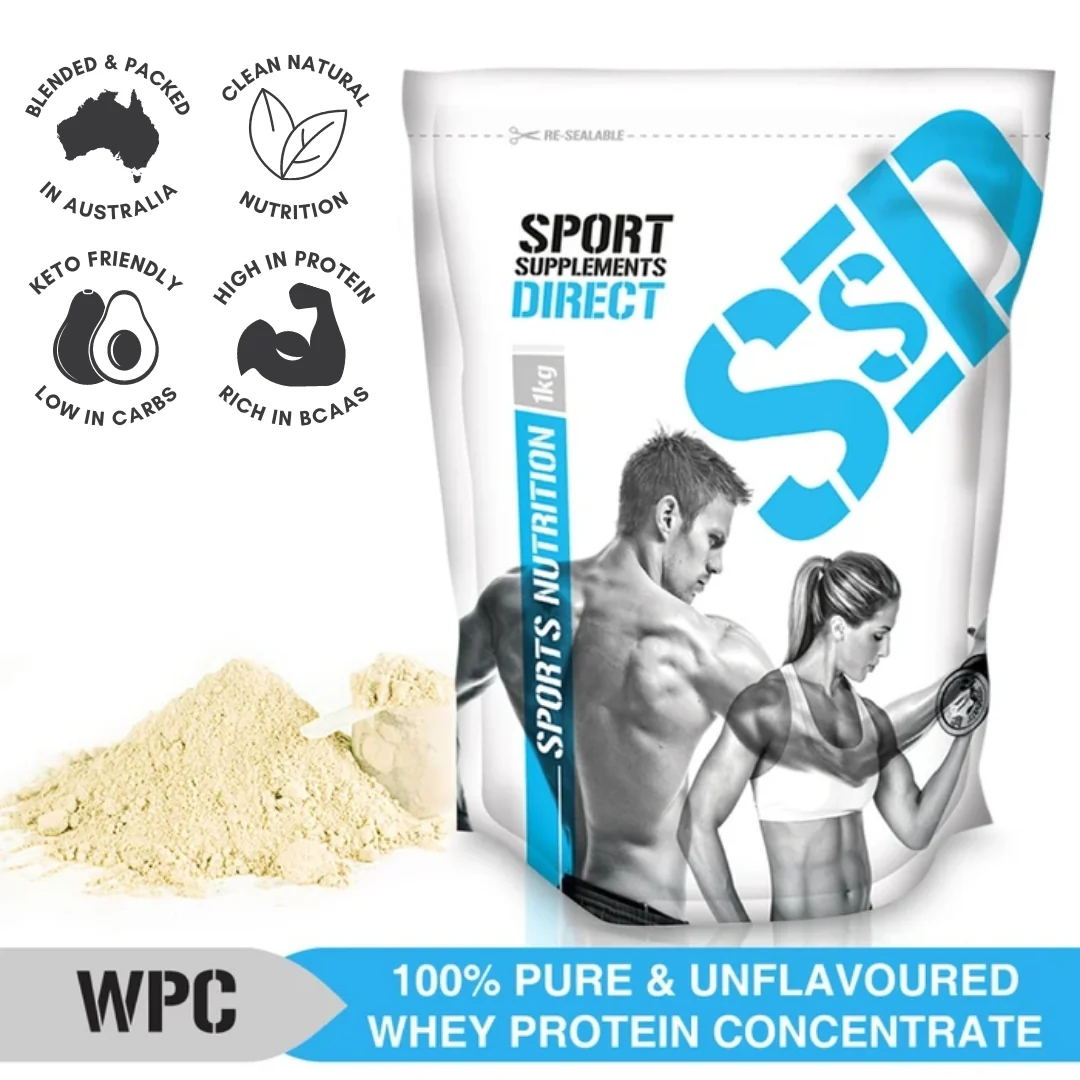 BLENDED & PACKED
IN AUSTRALIA
CLEAN NATURAL
NUTRITION
KETO FRIENDLY
LOW IN CARBS
HIGH IN PROTEIN
RICH IN BCAAS
RE-SEALABLE
SPORT
SUPPLEMENTS
DIRECT
SSD
1kg
SPORTS NUTRITION
WPC
100% PURE & UNFLAVOURED
WHEY PROTEIN CONCENTRATE